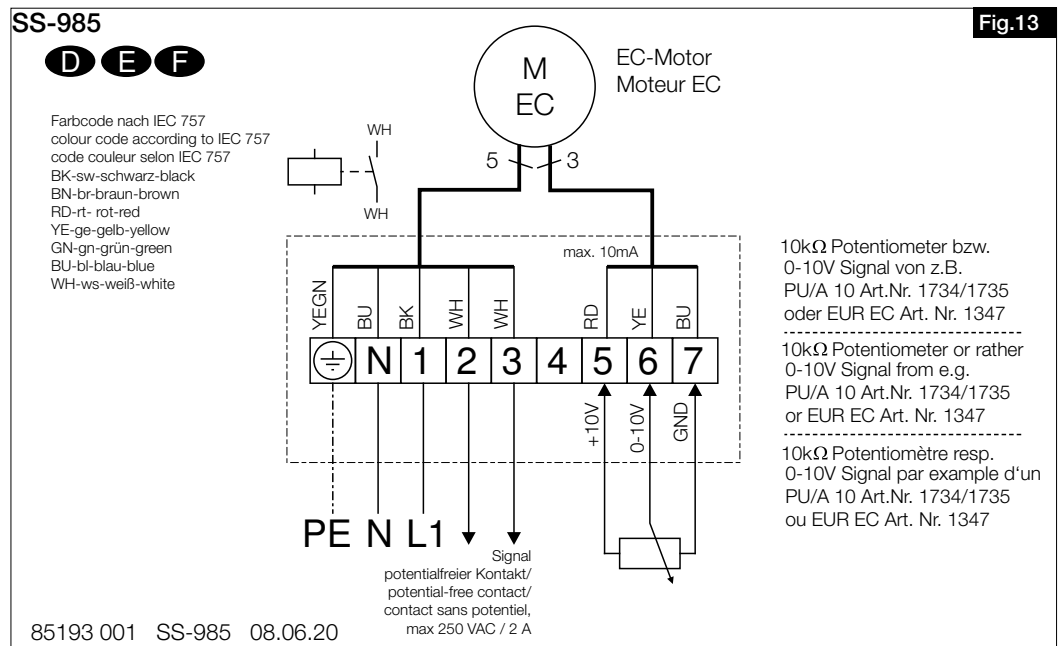 SS-985
Fig.13
D E F
Farbcode nach IEC 757
colour code according to IEC 757
code couleur selon IEC 757
BK-sw-schwarz-black
BN-br-braun-brown
RD-rt- rot-red
YE-ge-gelb-yellow
GN-gn-grün-green
BU-bl-blau-blue
WH-ws-weiß-white
WH
WH
M
EC
EC-Motor
Moteur EC
5
3
max. 10mA
YEGN
BU
BK
WH
WH
RD
YE
BU
N 1 2 3 4 5 6 7
+10V
0-10V
GND
PE N L1
Signal
potentialfreier Kontakt/
potential-free contact/
contact sans potentiel,
max 250 VAC / 2 A
10kΩ Potentiometer bzw.
0-10V Signal von z.B.
PU/A 10 Art.Nr. 1734/1735
oder EUR EC Art. Nr. 1347
10kΩ Potentiometer or rather
0-10V Signal from e.g.
PU/A 10 Art.Nr. 1734/1735
or EUR EC Art. Nr. 1347
10kΩ Potentiomètre resp.
0-10V Signal par example d'un
PU/A 10 Art.Nr. 1734/1735
ou EUR EC Art. Nr. 1347
85193 001 SS-985 08.06.20